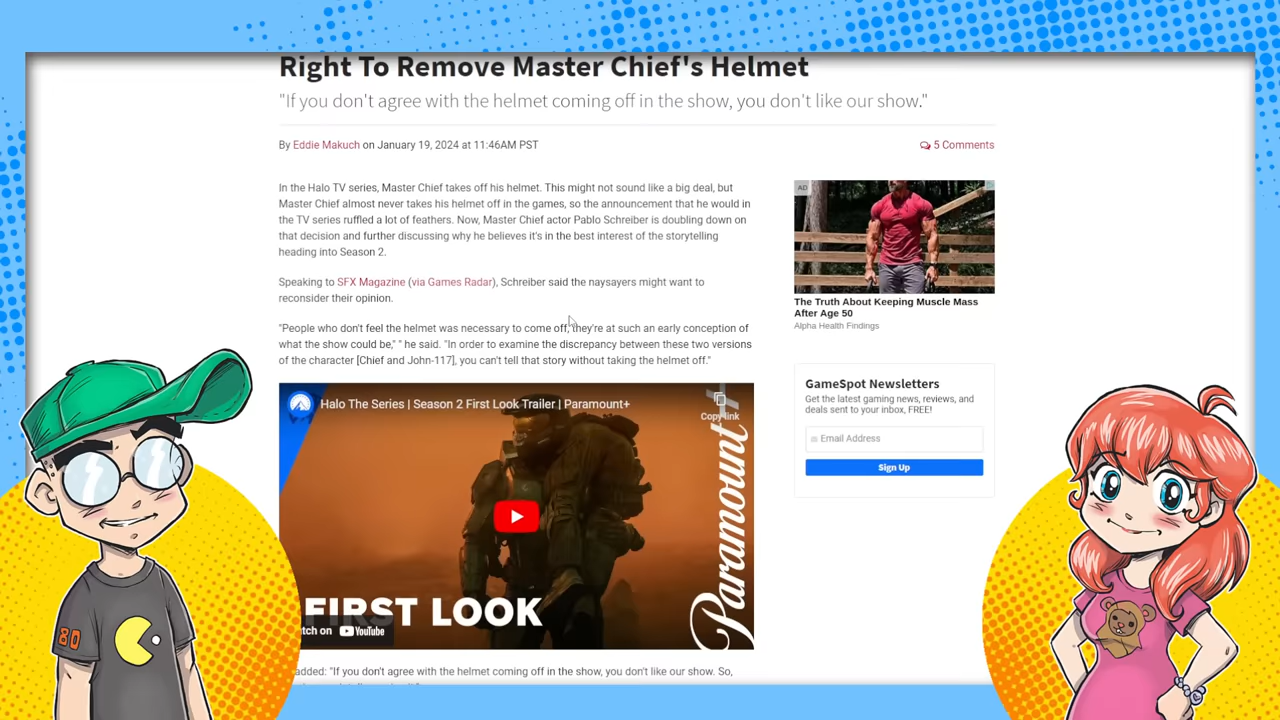 Right To Remove Master Chief's Helmet
"If you don't agree with the helmet coming off in the show, you don't like our show."
By Eddie Makuch on January 19, 2024 at 11:46AM PST
5 Comments
In the Halo TV series, Master Chief takes off his helmet. This might not sound like a big deal, but
Master Chief almost never takes his helmet off in the games, so the announcement that he would in
the TV series ruffled a lot of feathers. Now, Master Chief actor Pablo Schreiber is doubling down on
that decision and further discussing why he believes it's in the best interest of the storytelling
heading into Season 2.
Speaking to SFX Magazine (via Games Radar), Schreiber said the naysayers might want to
reconsider their opinion.
"People who don't feel the helmet was necessary to come off, they're at such an early conception of
what the show could be," " he said. "In order to examine the discrepancy between these two versions
of the character [Chief and John-117], you can't tell that story without taking the helmet off."
Halo The Series | Season 2 First Look Trailer | Paramount+
Copy link
Paramount+
FIRST LOOK
tch on YouTube
added: "If you don't agree with the helmet coming off in the show, you don't like our show. So,
AD
The Truth About Keeping Muscle Mass
After Age 50
Alpha Health Findings
GameSpot Newsletters
Get the latest gaming news, reviews, and
deals sent to your inbox, FREE!
Email Address
Sign Up
80